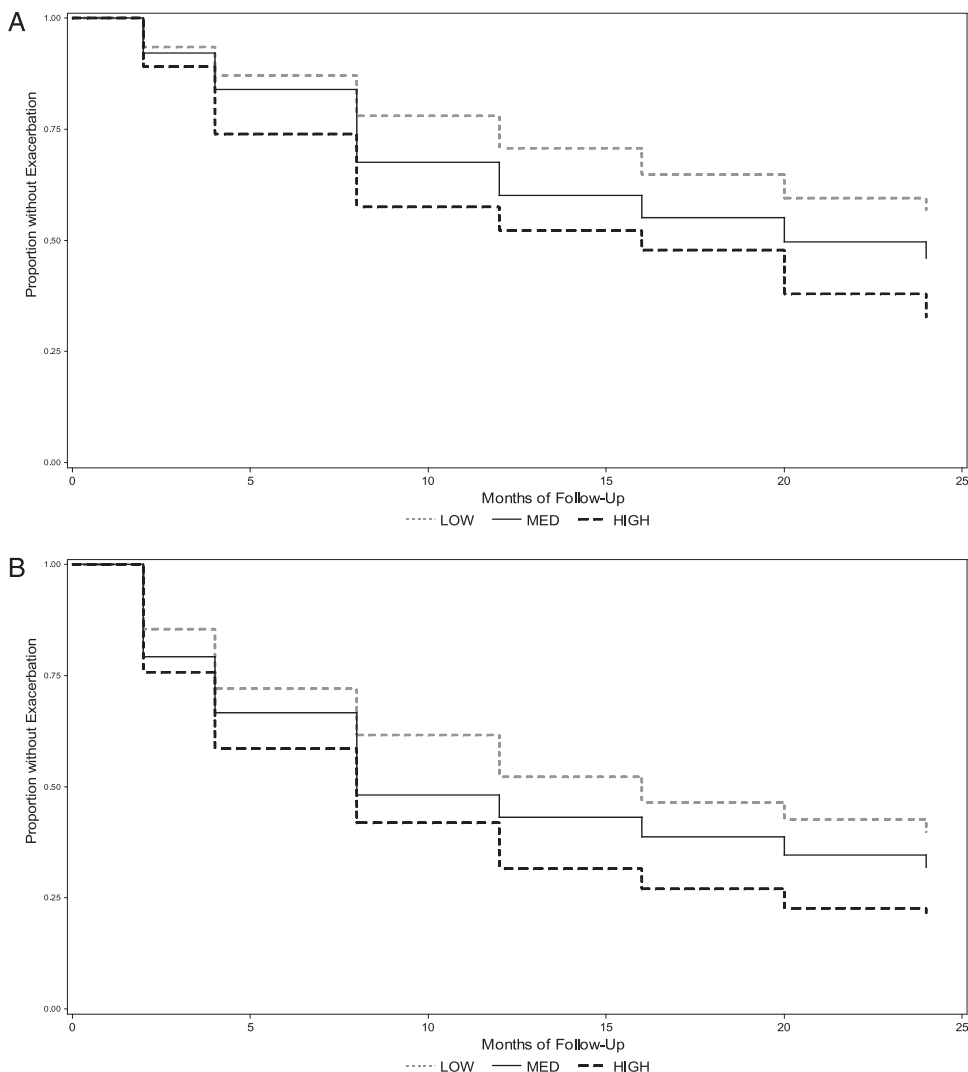 A
1.00
0.75
0.50
0.25
0.00
Proportion without Exacerbation
0 5 10 15 20 25
Months of Follow-Up
LOW MED HIGH
B
1.00
0.75
0.50
0.25
0.00
Proportion without Exacerbation
0 5 10 15 20 25
Months of Follow-Up
LOW MED HIGH